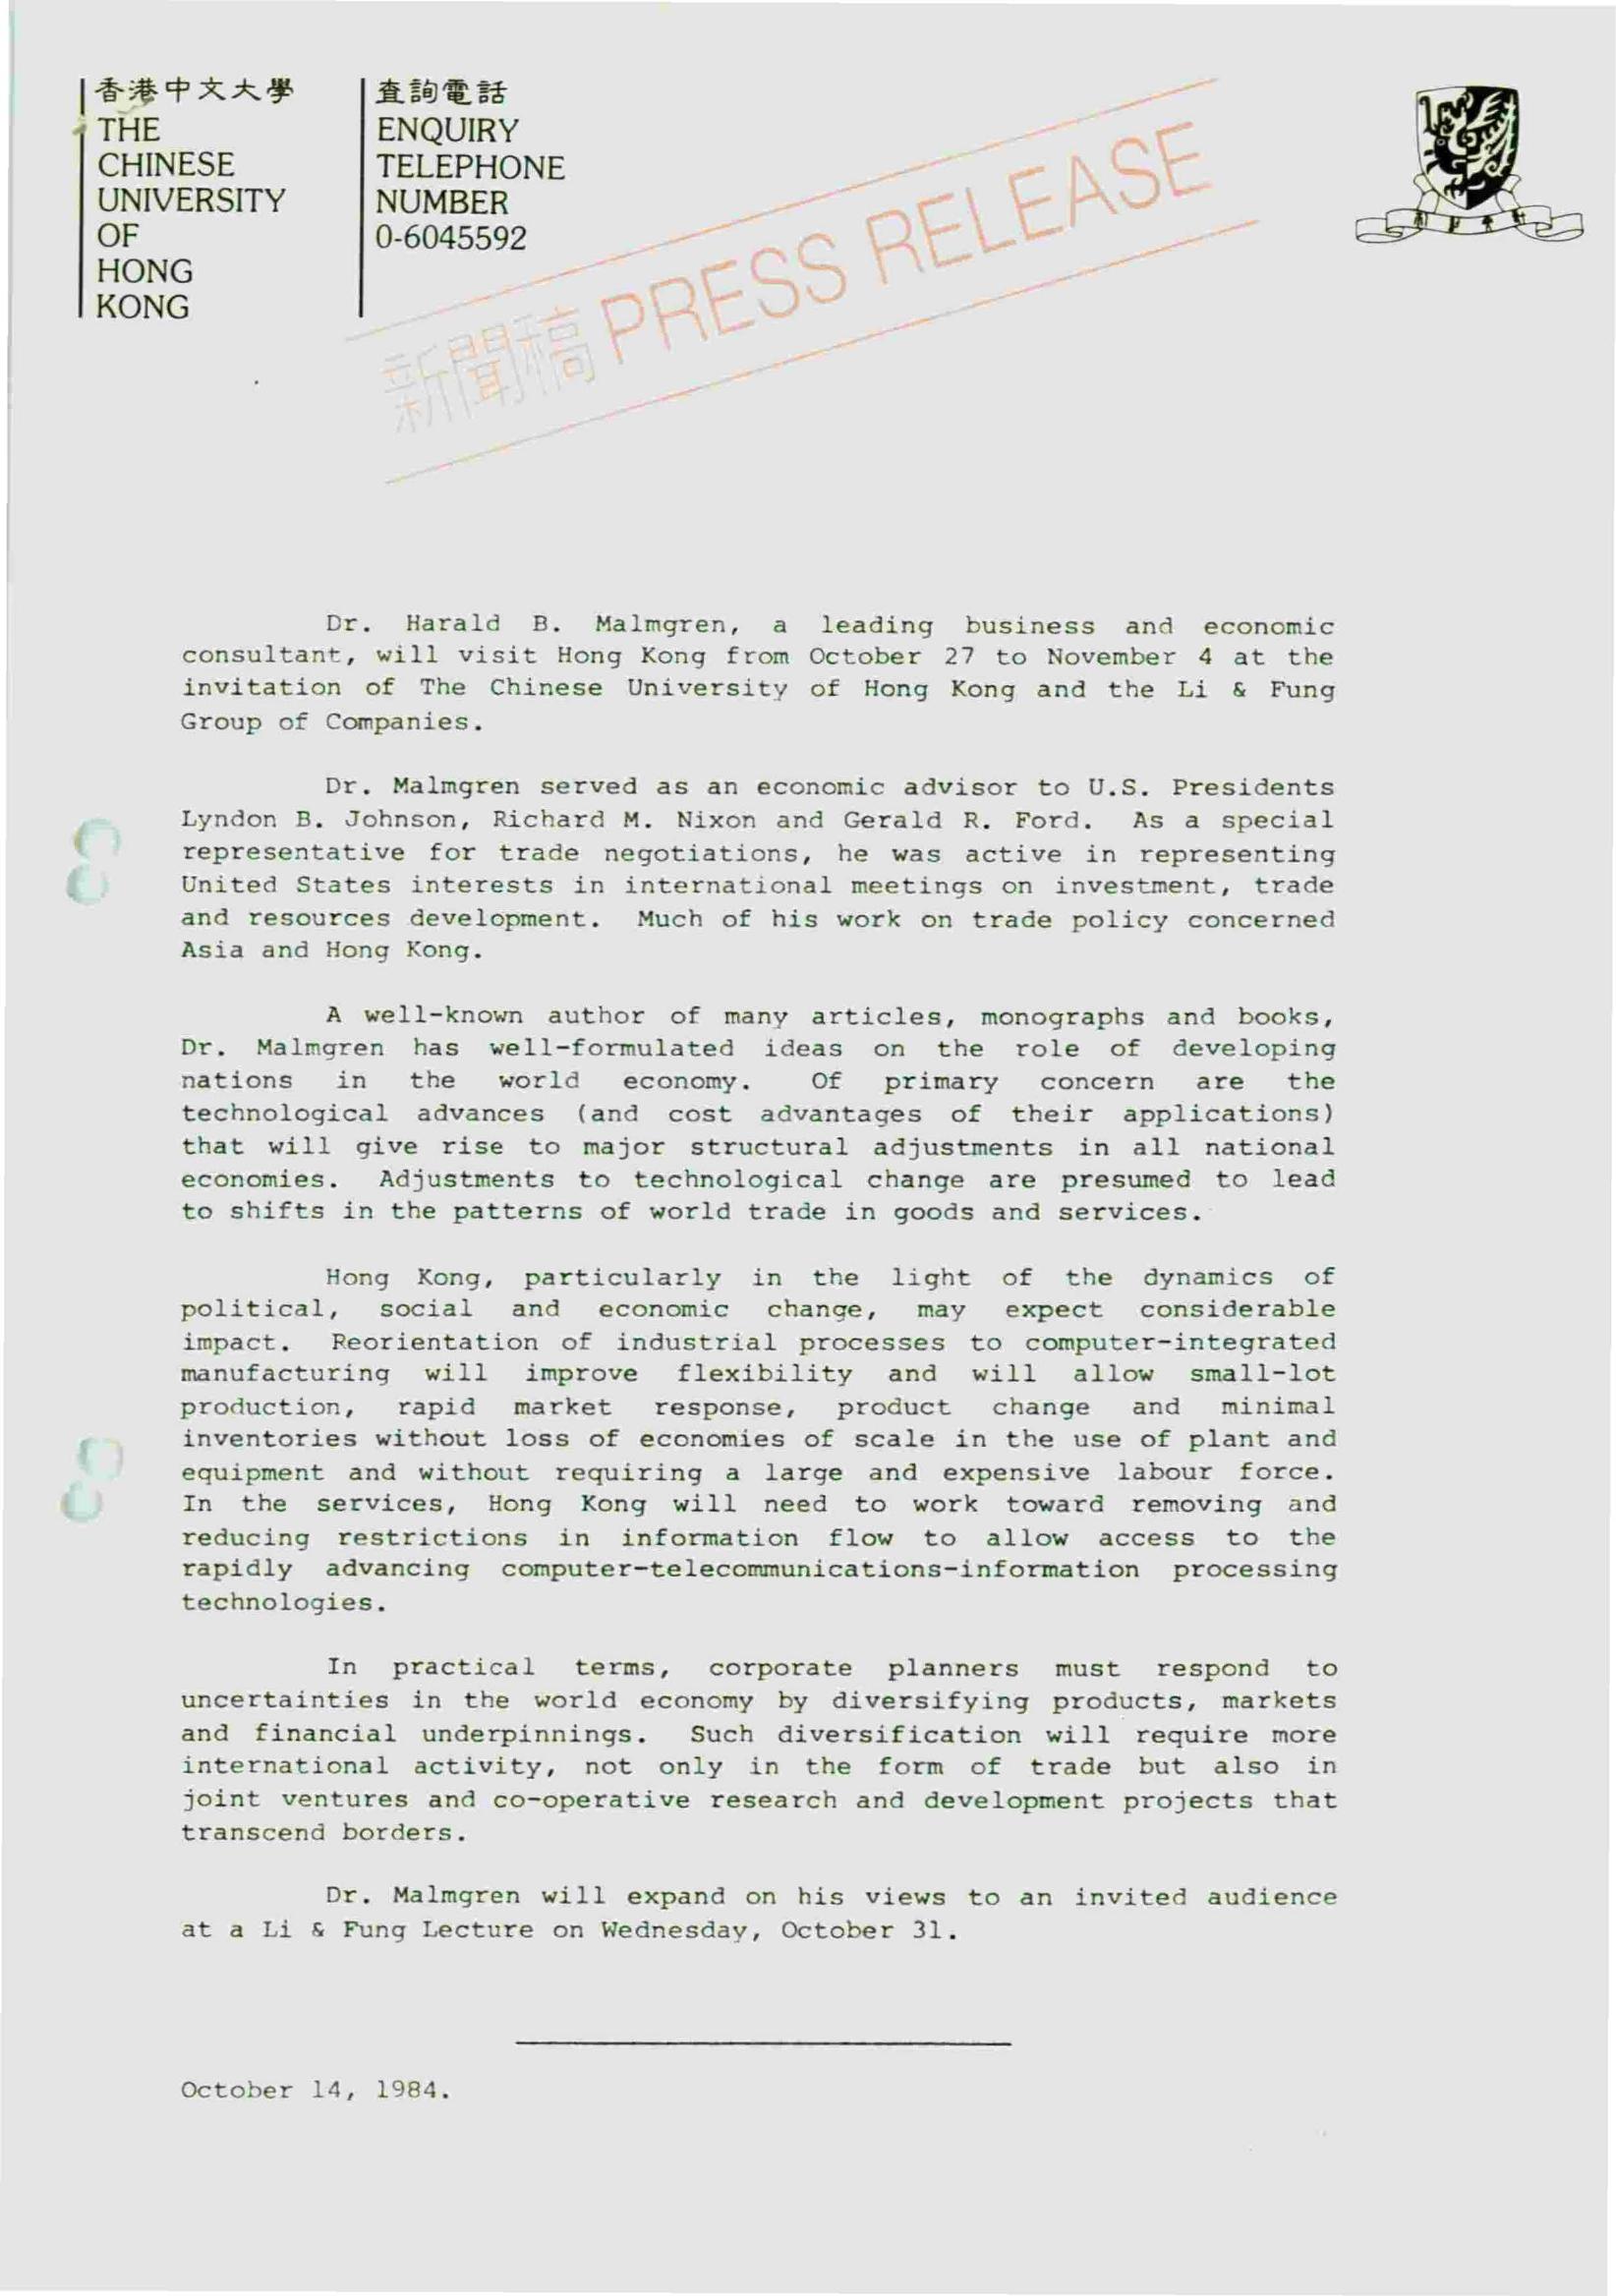 香港中文大學
THE
CHINESE
UNIVERSITY
OF
HONG
KONG
查詢電話
ENQUIRY
TELEPHONE
NUMBER
0-6045592
新聞稿 PRESS RELEASE
Dr. Harald B. Malmgren, a leading business and economic
consultant, will visit Hong Kong from October 27 to November 4 at the
invitation of The Chinese University of Hong Kong and the Li & Fung
Group of Companies.
Dr. Malmgren served as an economic advisor to U.S. Presidents
Lyndon B. Johnson, Richard M. Nixon and Gerald R. Ford. As a special
representative for trade negotiations, he was active in representing
United States interests in international meetings on investment, trade
and resources development. Much of his work on trade policy concerned
Asia and Hong Kong.
A well-known author of many articles, monographs and books,
Dr. Malmgren has well-formulated ideas on the role of developing
nations in the world economy. Of primary concern are the
technological advances (and cost advantages of their applications)
that will give rise to major structural adjustments in all national
economies. Adjustments to technological change are presumed to lead
to shifts in the patterns of world trade in goods and services.
Hong Kong, particularly in the light of the dynamics of
political, social and economic change, may expect considerable
impact. Reorientation of industrial processes to computer-integrated
manufacturing will improve flexibility and will allow small-lot
production, rapid market response, product change and minimal
inventories without loss of economies of scale in the use of plant and
equipment and without requiring a large and expensive labour force.
In the services, Hong Kong will need to work toward removing and
reducing restrictions in information flow to allow access to the
rapidly advancing computer-telecommunications-information processing
technologies.
In practical terms, corporate planners must respond to
uncertainties in the world economy by diversifying products, markets
and financial underpinnings. Such diversification will require more
international activity, not only in the form of trade but also in
joint ventures and co-operative research and development projects that
transcend borders.
Dr. Malmgren will expand on his views to an invited audience
at a Li & Fung Lecture on Wednesday, October 31.
October 14, 1984.